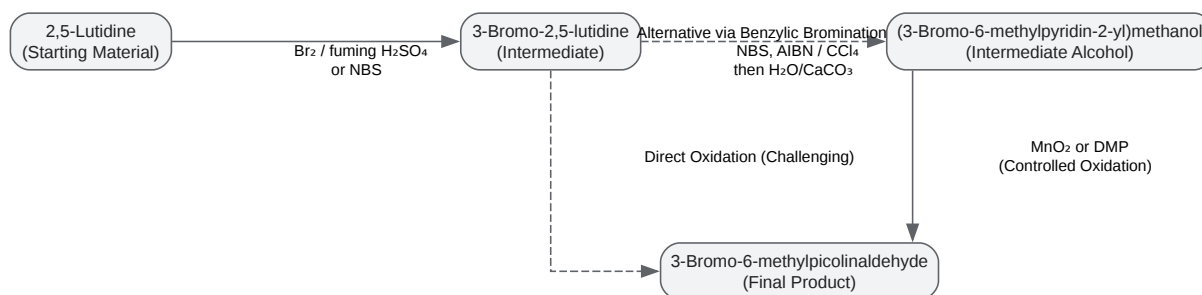 2,5-Lutidine
(Starting Material)
Br₂ / fuming H₂SO₄
or NBS
3-Bromo-2,5-lutidine
(Intermediate)
Alternative via Benzylic Bromination
NBS, AIBN / CCl₄
then H₂O/CaCO₃
(3-Bromo-6-methylpyridin-2-yl)methanol
(Intermediate Alcohol)
Direct Oxidation (Challenging)
MnO₂ or DMP
(Controlled Oxidation)
3-Bromo-6-methylpicolinaldehyde
(Final Product)